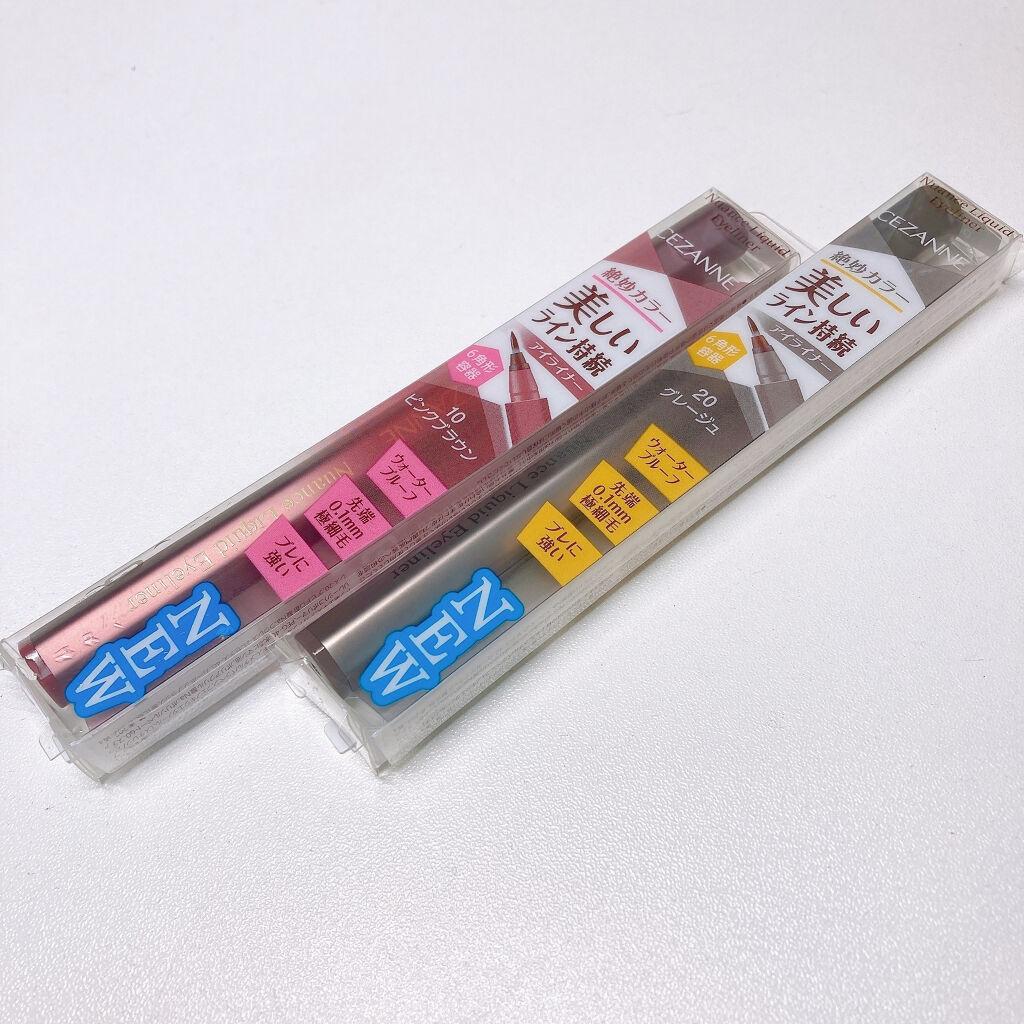 Nuance Liquid
Eyeliner
CEZANNE
絶妙カラー
美しい
ライン持続
アイライナー
6角形
容器
10
ピンクブラウン
ウォーター
プルーフ
先端
0.1mm
極細毛
ブレに
強い
Nuance Liquid Eyeliner
NEW
Nuance Liquid
Eyeliner
CEZANNE
絶妙カラー
美しい
ライン持続
アイライナー
6角形
容器
20
グレージュ
ウォーター
プルーフ
先端
0.1mm
極細毛
ブレに
強い
Nuance Liquid Eyeliner
NEW